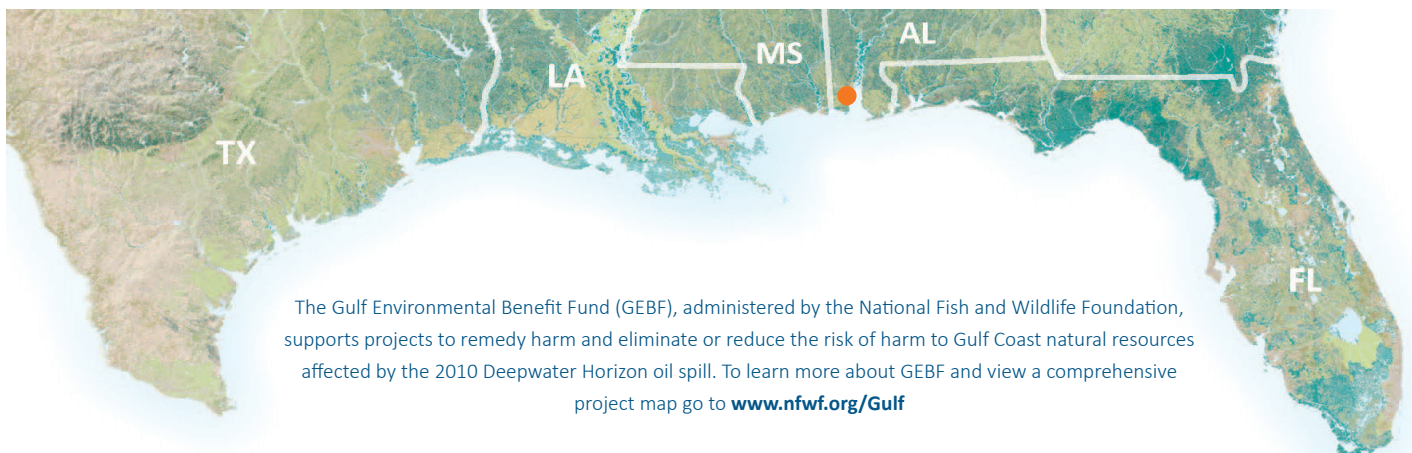 AL
MS
LA
TX
FL
The Gulf Environmental Benefit Fund (GEBF), administered by the National Fish and Wildlife Foundation,
supports projects to remedy harm and eliminate or reduce the risk of harm to Gulf Coast natural resources
affected by the 2010 Deepwater Horizon oil spill. To learn more about GEBF and view a comprehensive
project map go to www.nfwf.org/Gulf